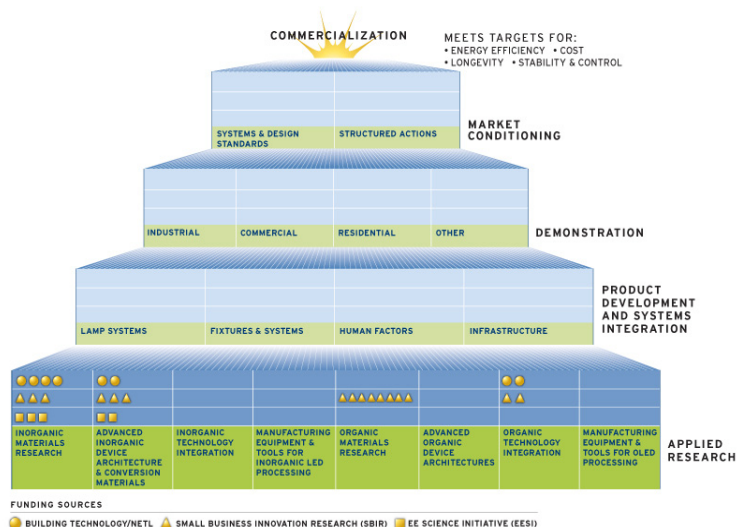 COMMERCIALIZATION
MEETS TARGETS FOR:
• ENERGY EFFICIENCY • COST
• LONGEVITY • STABILITY & CONTROL
SYSTEMS & DESIGN
STANDARDS
STRUCTURED ACTIONS
MARKET
CONDITIONING
INDUSTRIAL
COMMERCIAL
RESIDENTIAL
OTHER
DEMONSTRATION
LAMP SYSTEMS
FIXTURES & SYSTEMS
HUMAN FACTORS
INFRASTRUCTURE
PRODUCT
DEVELOPMENT
AND SYSTEMS
INTEGRATION
INORGANIC
MATERIALS
RESEARCH
ADVANCED
INORGANIC
DEVICE
ARCHITECTURE
& CONVERSION
MATERIALS
INORGANIC
TECHNOLOGY
INTEGRATION
MANUFACTURING
EQUIPMENT &
TOOLS FOR
INORGANIC LED
PROCESSING
ORGANIC
MATERIALS
RESEARCH
ADVANCED
ORGANIC
DEVICE
ARCHITECTURES
ORGANIC
TECHNOLOGY
INTEGRATION
MANUFACTURING
EQUIPMENT &
TOOLS FOR OLED
PROCESSING
APPLIED
RESEARCH
FUNDING SOURCES
BUILDING TECHNOLOGY/NETL
SMALL BUSINESS INNOVATION RESEARCH (SBIR)
EE SCIENCE INITIATIVE (EESI)